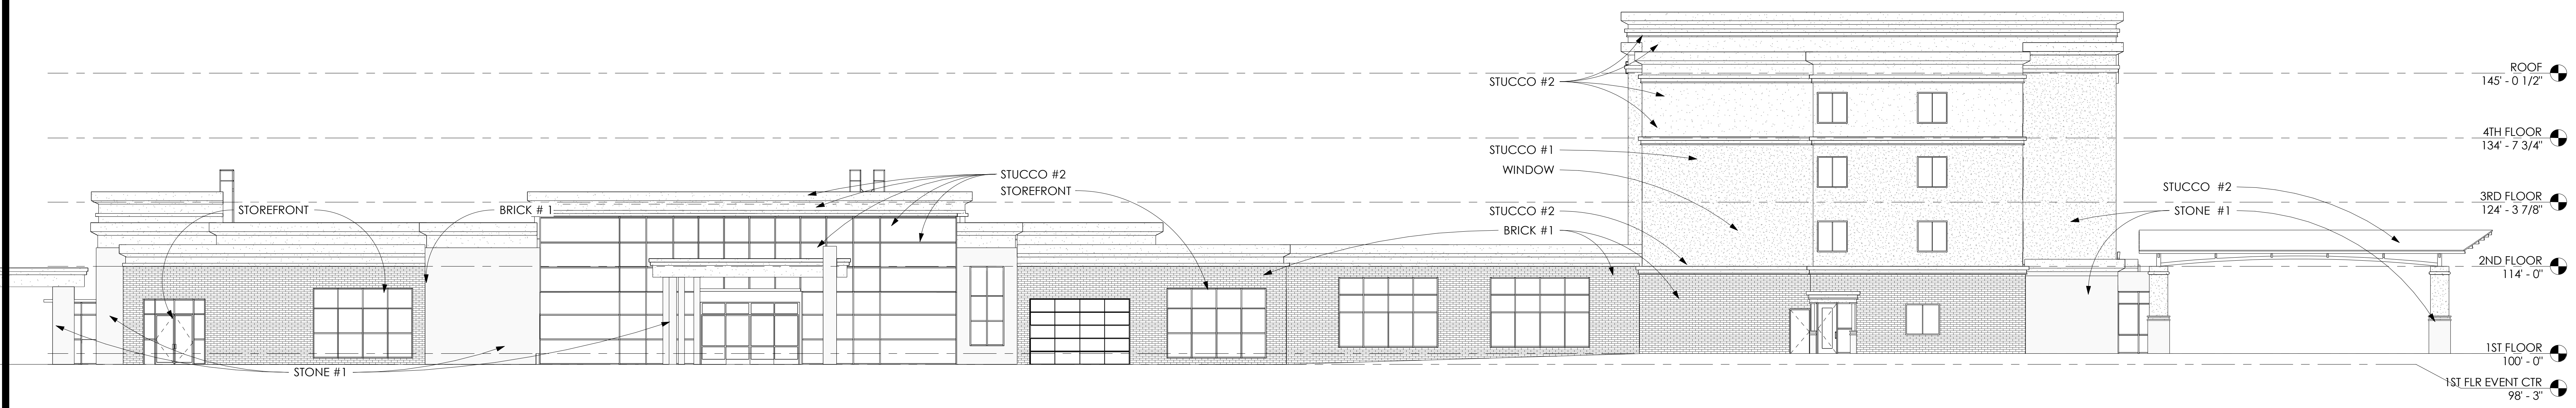 STUCCO #2
ROOF
145' - 0 1/2"
STUCCO #1
WINDOW
4TH FLOOR
134' - 7 3/4"
STUCCO #2
STOREFRONT
STOREFRONT
BRICK # 1
STUCCO #2
BRICK #1
STUCCO #2
STONE #1
3RD FLOOR
124' - 3 7/8"
2ND FLOOR
114' - 0"
STONE #1
1ST FLOOR
100' - 0"
1ST FLR EVENT CTR
98' - 3"